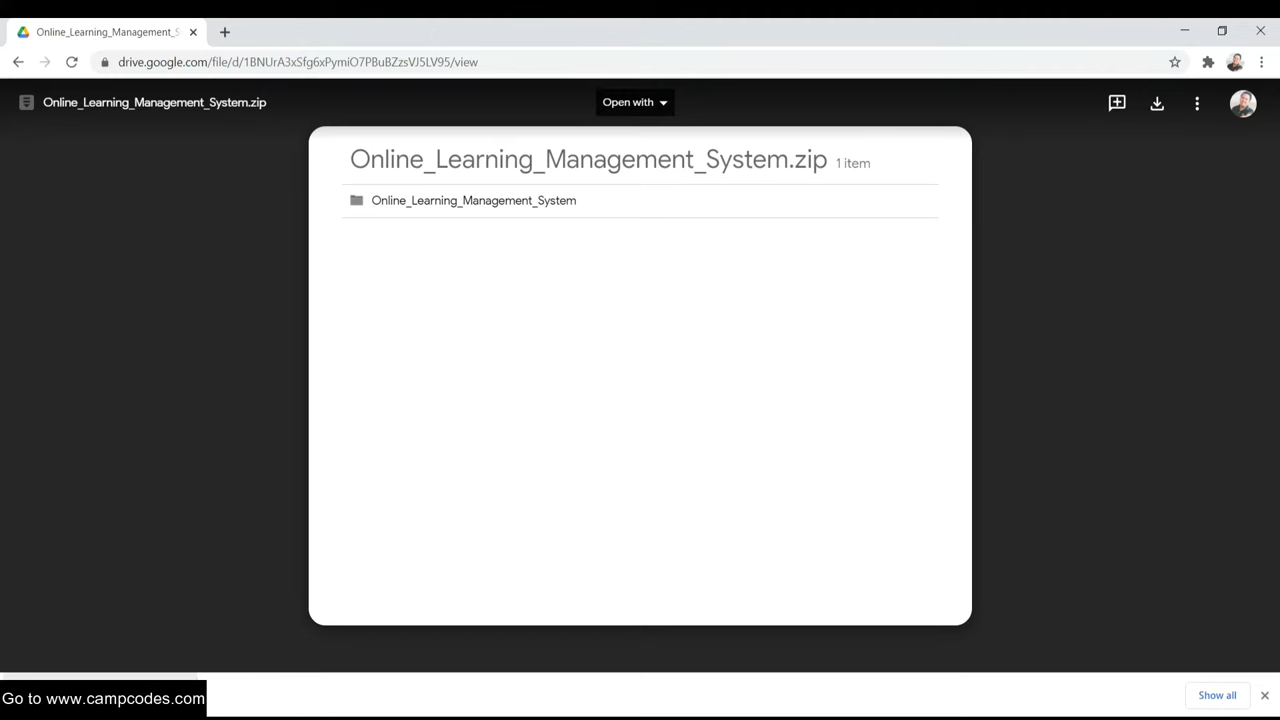 Online_Learning_Management_S
drive.google.com/file/d/1BNUrA3xSfg6xPymiO7PBuBZzsVJ5LV95/view
Online_Learning_Management_System.zip
Open with
Online_Learning_Management_System.zip 1 item
Online_Learning_Management_System
Go to www.campcodes.com
Show all